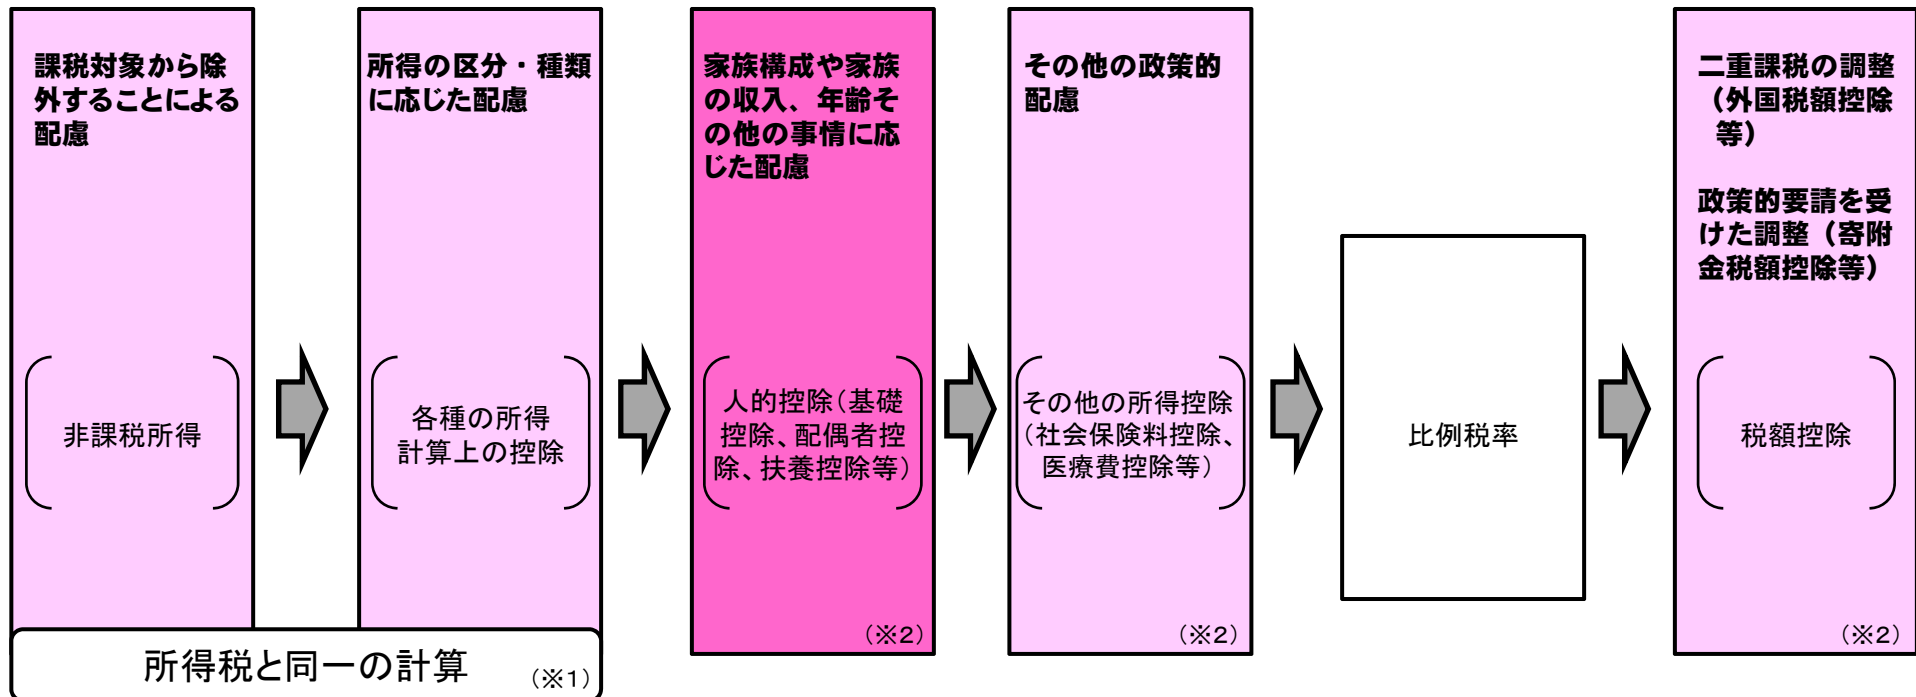 課税対象から除
外することによる
配慮
非課税所得
所得の区分・種類
に応じた配慮
各種の所得
計算上の控除
所得税と同一の計算
(※1)
家族構成や家族
の収入、年齢そ
の他の事情に応
じた配慮
人的控除(基礎
控除、配偶者控
除、扶養控除等)
(※2)
その他の政策的
配慮
その他の所得控除
(社会保険料控除、
医療費控除等)
(※2)
比例税率
二重課税の調整
(外国税額控除
等)
政策的要請を受
けた調整(寄附
金税額控除等)
税額控除
(※2)